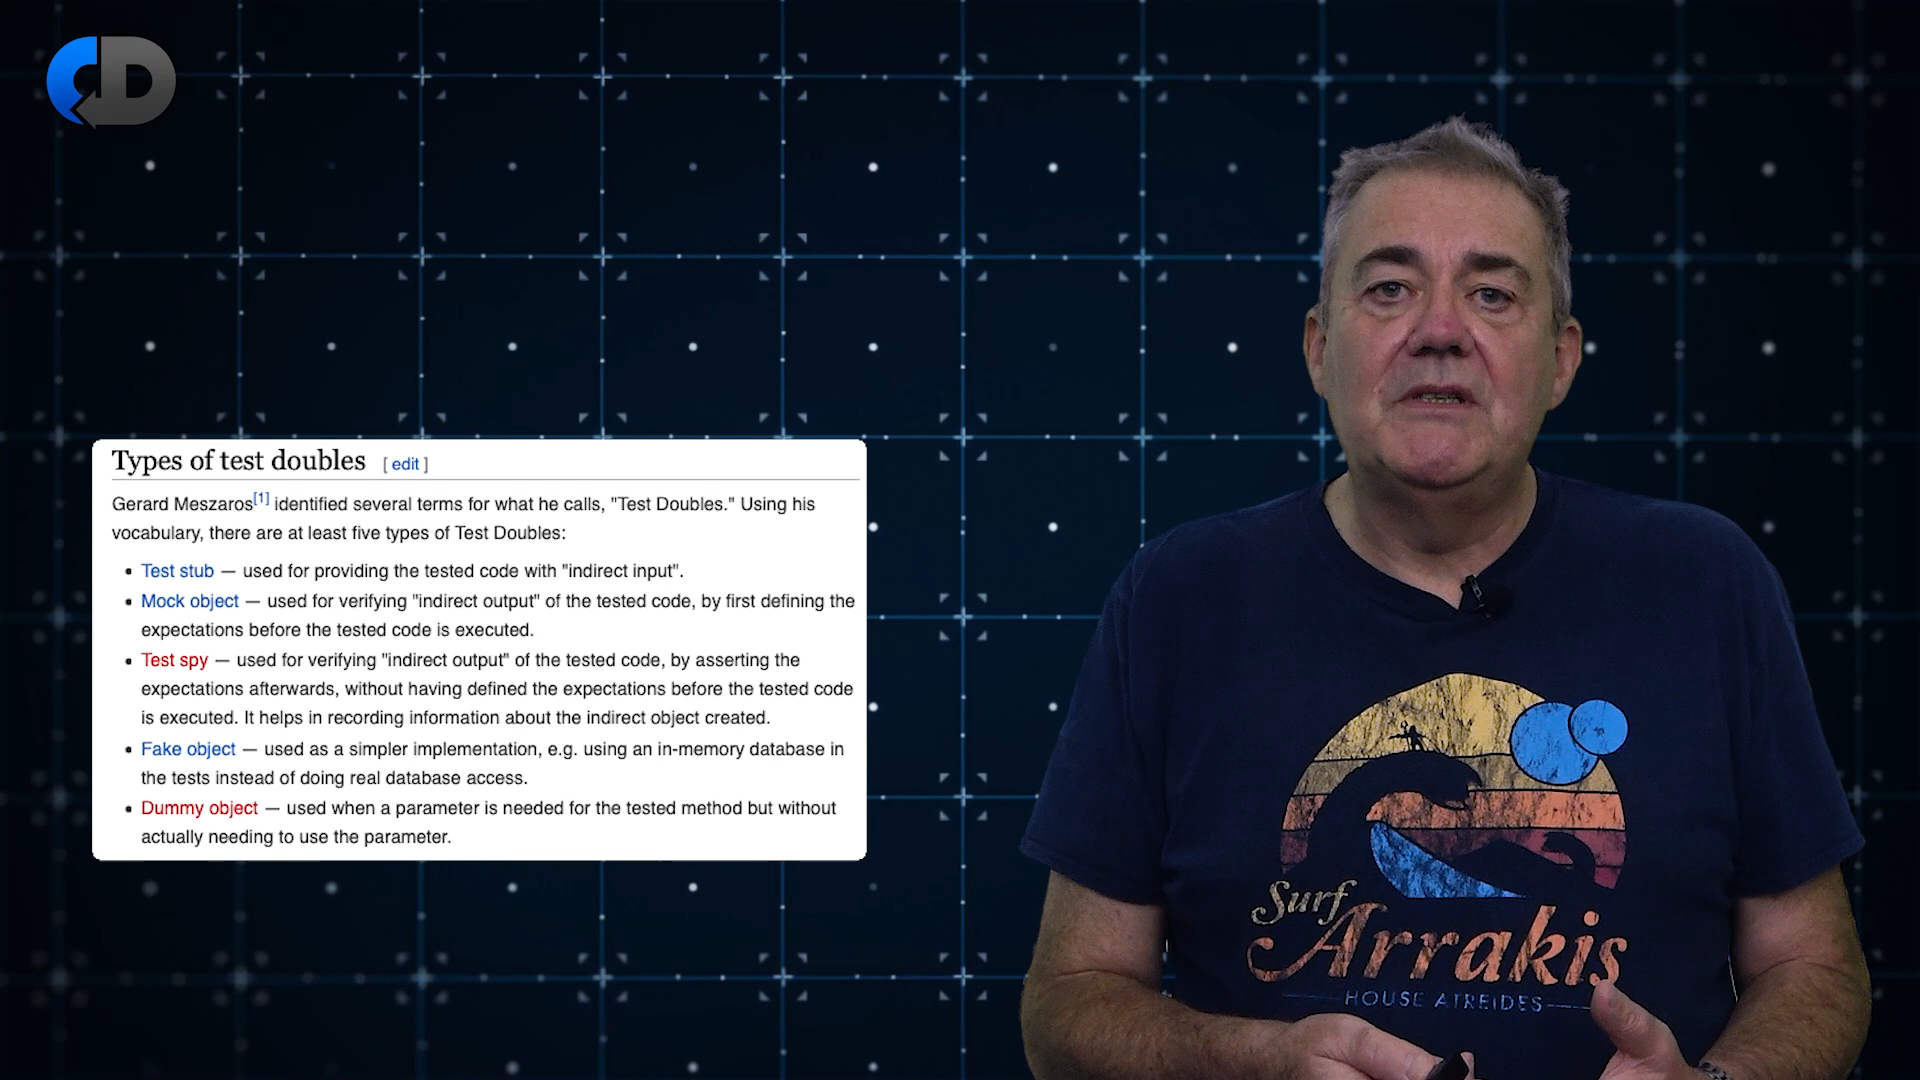 CD
Types of test doubles [ edit ]
Gerard Meszaros[1] identified several terms for what he calls, "Test Doubles." Using his
vocabulary, there are at least five types of Test Doubles:
• Test stub — used for providing the tested code with "indirect input".
• Mock object — used for verifying "indirect output" of the tested code, by first defining the
expectations before the tested code is executed.
• Test spy — used for verifying "indirect output" of the tested code, by asserting the
expectations afterwards, without having defined the expectations before the tested code
is executed. It helps in recording information about the indirect object created.
• Fake object — used as a simpler implementation, e.g. using an in-memory database in
the tests instead of doing real database access.
• Dummy object — used when a parameter is needed for the tested method but without
actually needing to use the parameter.
Surf
Arrakis
HOUSE ATREIDES